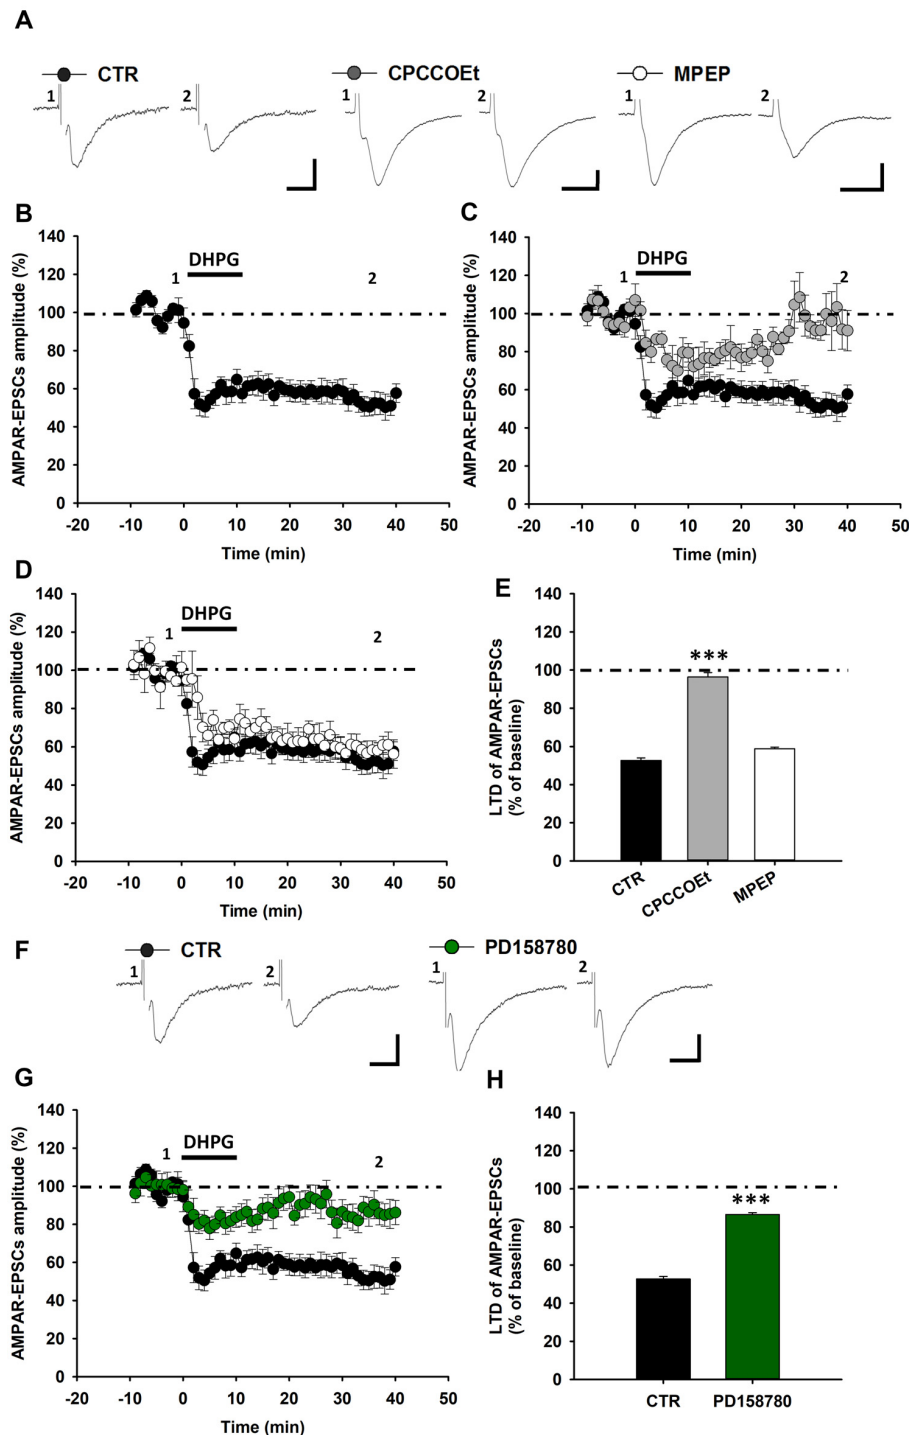 A
CTR
CPCCOEt
MPEP
1
2
1
2
1
2
B
AMPAR-EPSCs amplitude (%)
140
120
100
80
60
40
20
0
DHPG
1
2
-20 -10 0 10 20 30 40 50
Time (min)
C
AMPAR-EPSCs amplitude (%)
140
120
100
80
60
40
20
0
DHPG
1
2
-20 -10 0 10 20 30 40 50
Time (min)
D
AMPAR-EPSCs amplitude (%)
140
120
100
80
60
40
20
0
DHPG
1
2
-20 -10 0 10 20 30 40 50
Time (min)
E
LTD of AMPAR-EPSCs
(% of baseline)
140
120
100
80
60
40
20
0
***
CTR
CPCCOEt
MPEP
F
CTR
PD158780
1
2
1
2
G
AMPAR-EPSCs amplitude (%)
140
120
100
80
60
40
20
0
DHPG
1
2
-20 -10 0 10 20 30 40 50
Time (min)
H
LTD of AMPAR-EPSCs
(% of baseline)
140
120
100
80
60
40
20
0
***
CTR PD158780